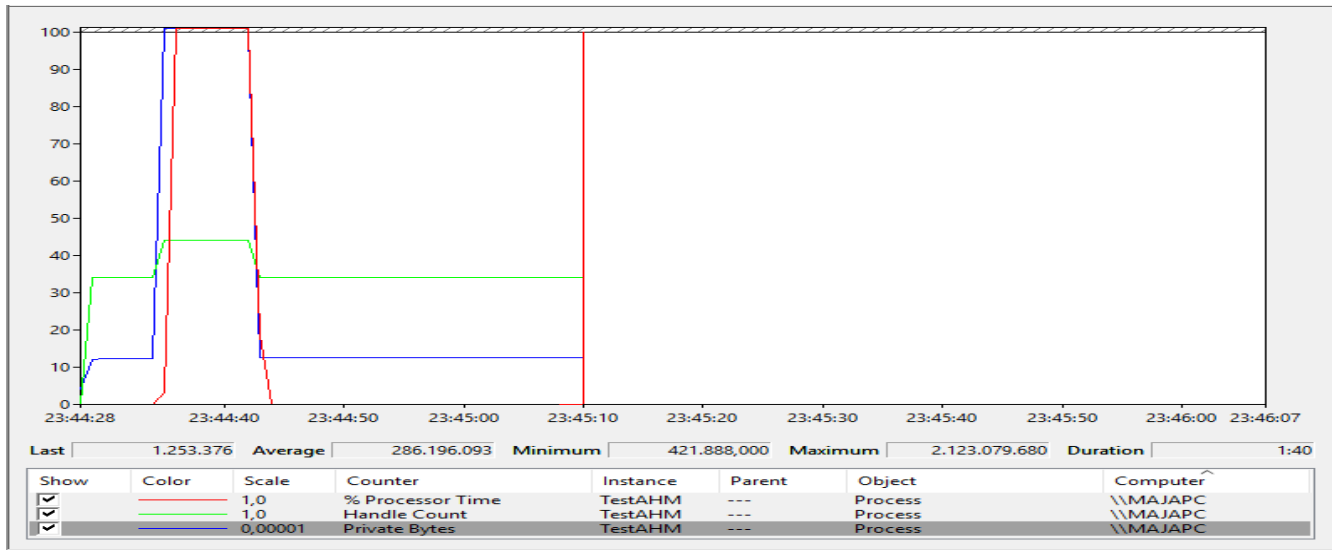 100
90
80
70
60
50
40
30
20
10
0
23:44:28 23:44:40 23:44:50 23:45:00 23:45:10 23:45:20 23:45:30 23:45:40 23:45:50 23:46:00 23:46:07
Last 1.253.376 Average 286.196.093 Minimum 421.888,000 Maximum 2.123.079.680 Duration 1:40
Show Color Scale Counter Instance Parent Object Computer
1,0 % Processor Time TestAHM --- Process \\MAJAPC
1,0 Handle Count TestAHM --- Process \\MAJAPC
0,00001 Private Bytes TestAHM --- Process \\MAJAPC